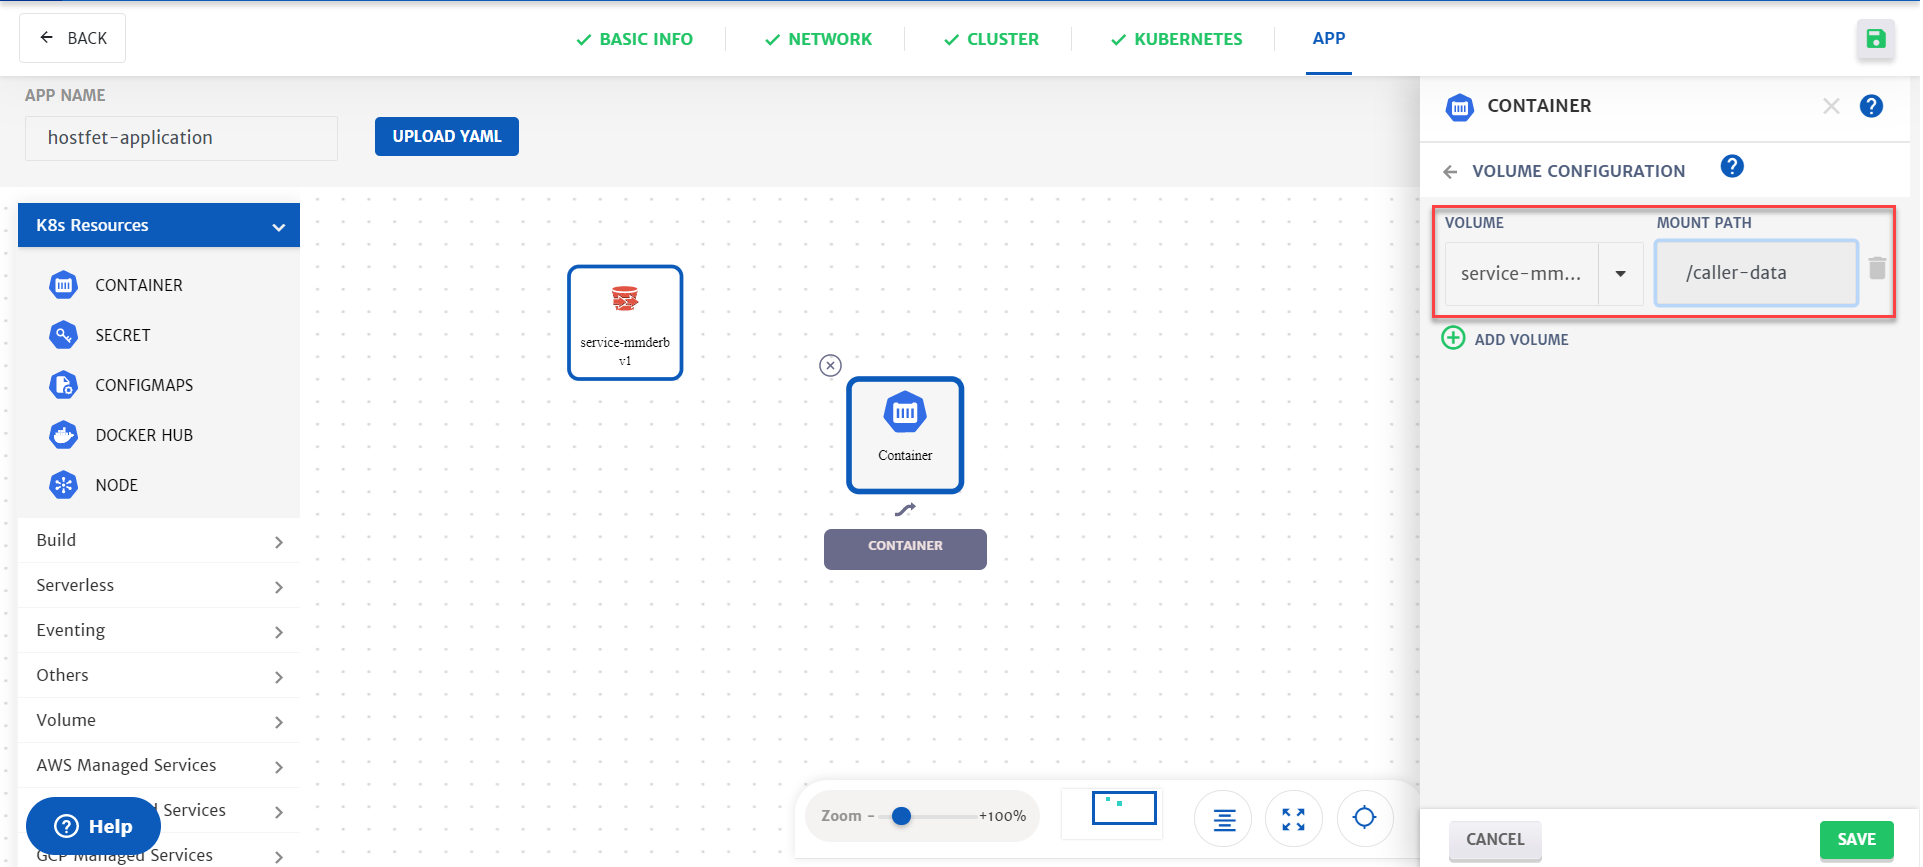 BACK
BASIC INFO
NETWORK
CLUSTER
KUBERNETES
APP
APP NAME
hostfet-application
UPLOAD YAML
K8s Resources
CONTAINER
SECRET
CONFIGMAPS
DOCKER HUB
NODE
Build
Serverless
Eventing
Others
Volume
AWS Managed Services
Services
GCP Managed Services
Help
service-mmderb
v1
Container
CONTAINER
Zoom -
+100%
CONTAINER
?
VOLUME CONFIGURATION
?
VOLUME
MOUNT PATH
service-mm...
/caller-data
ADD VOLUME
CANCEL
SAVE